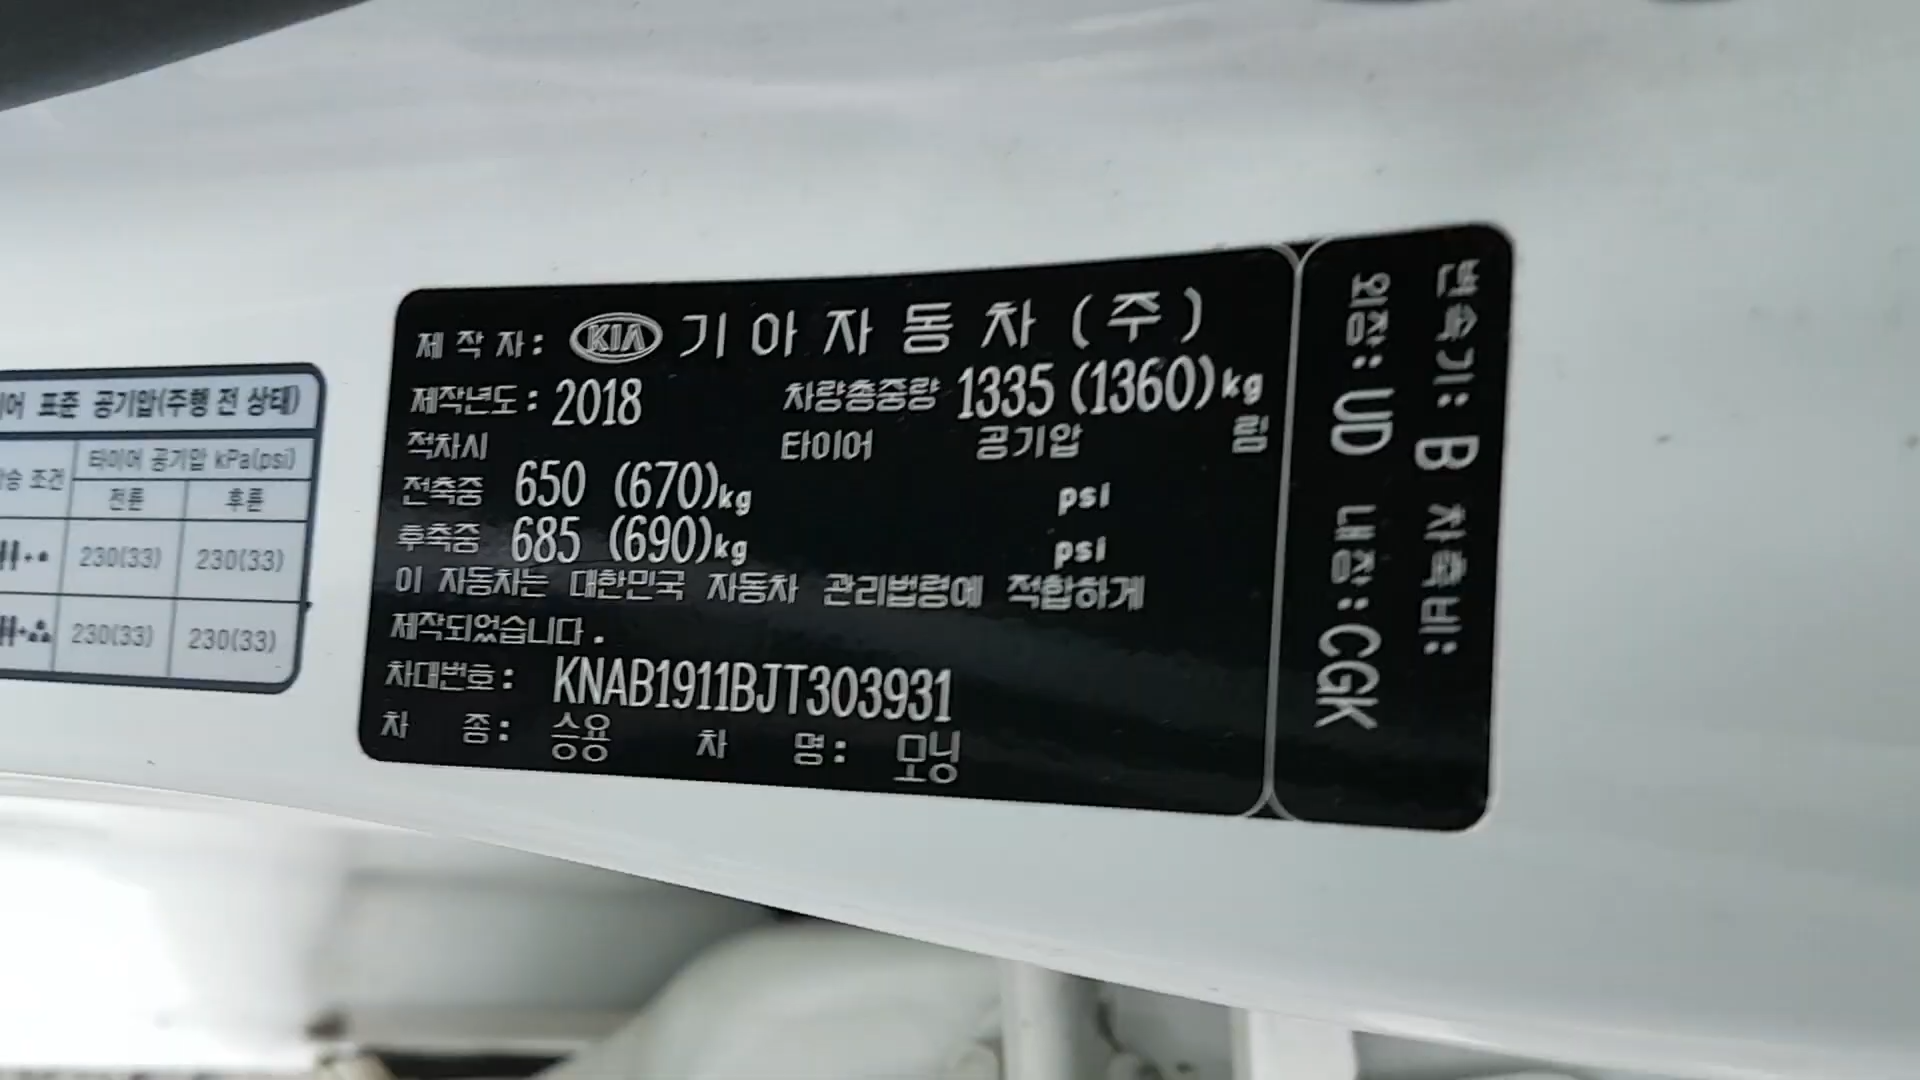 제 작 자: KIA 기 아 자 동 차 (주)
제작년도: 2018 차량총중량 1335 (1360)kg
적차시 타이어 공기압 림
전축중 650 (670)kg psi
후축중 685 (690)kg psi
이 자동차는 대한민국 자동차 관리법령에 적합하게
제작되었습니다.
차대번호: KNAB1911BJT303931
차 종: 승용 차 명: 모닝
변속기: B 차축비:
외장: UD 내장: CGK
표준 공기압(주행 전 상태)
조건 타이어 공기압 kPa(psi)
전륜 후륜
230(33) 230(33)
230(33) 230(33)